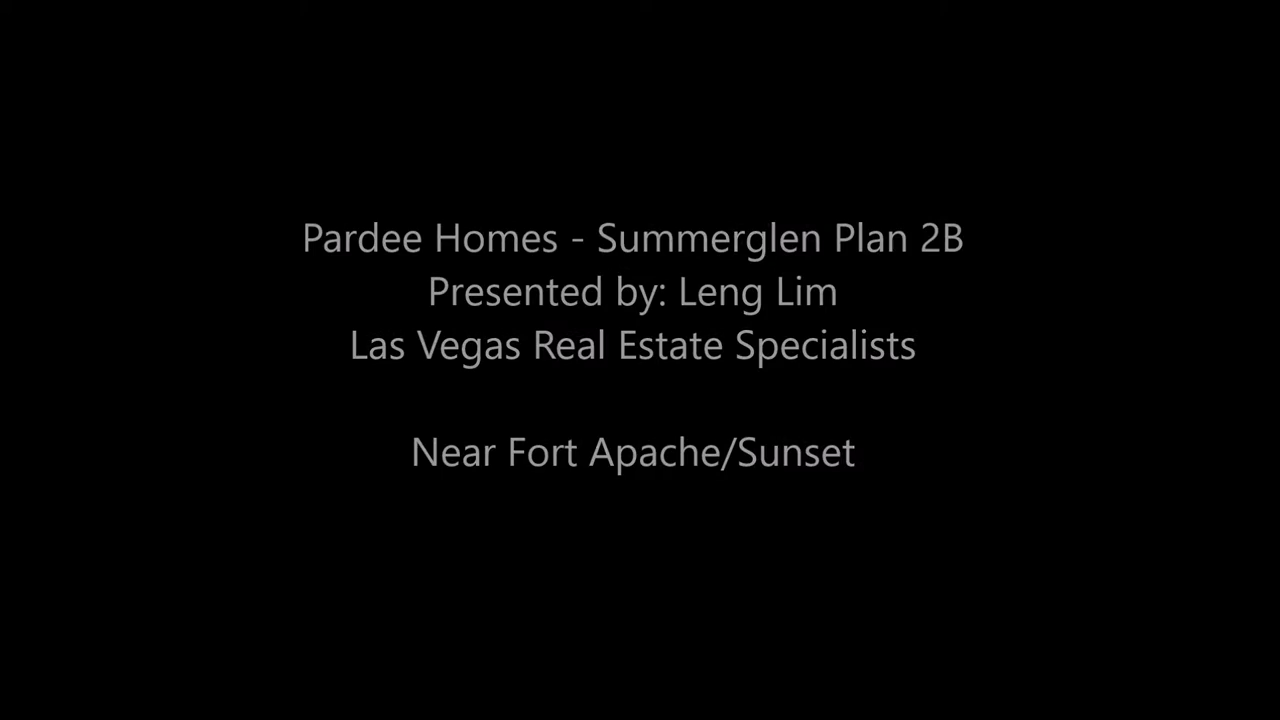 Pardee Homes - Summerglen Plan 2B
Presented by: Leng Lim
Las Vegas Real Estate Specialists
Near Fort Apache/Sunset